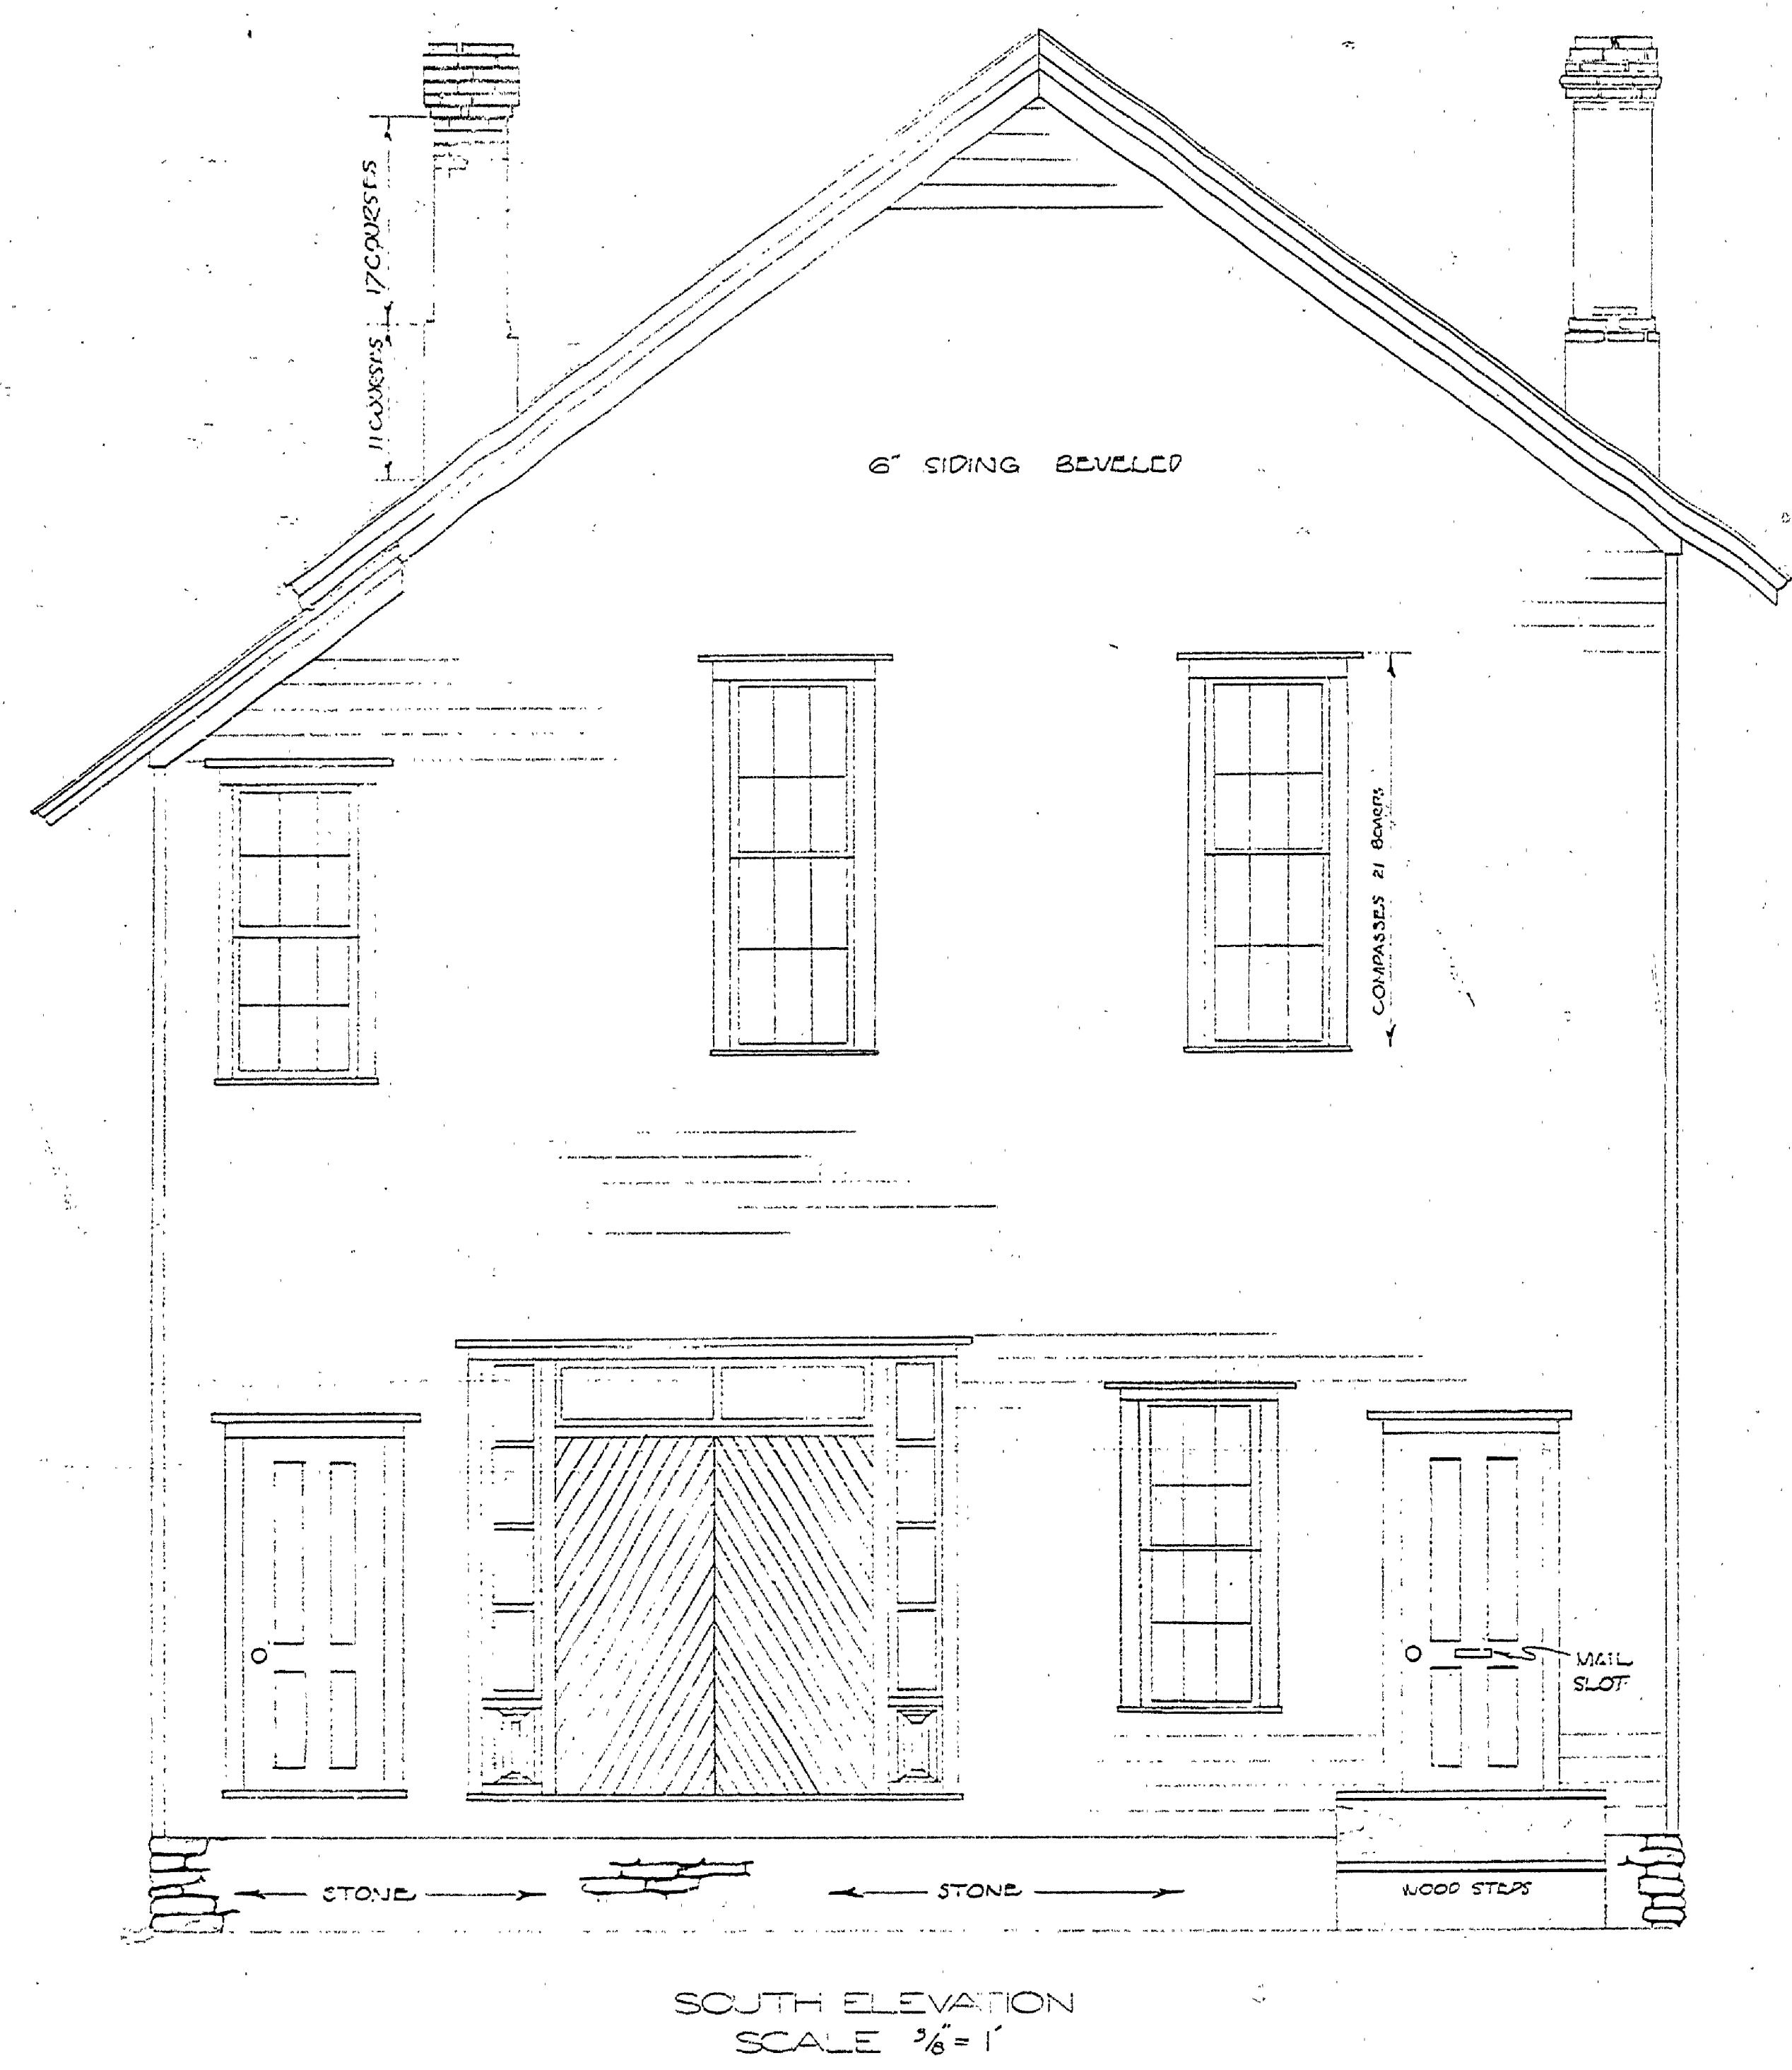 17 COURSES
11 COURSES
6" SIDING BEVELED
COMPASSES 21 BOARDS
MAIL
SLOT
STONE
STONE
WOOD STEPS
SOUTH ELEVATION
SCALE 3/8" = 1'